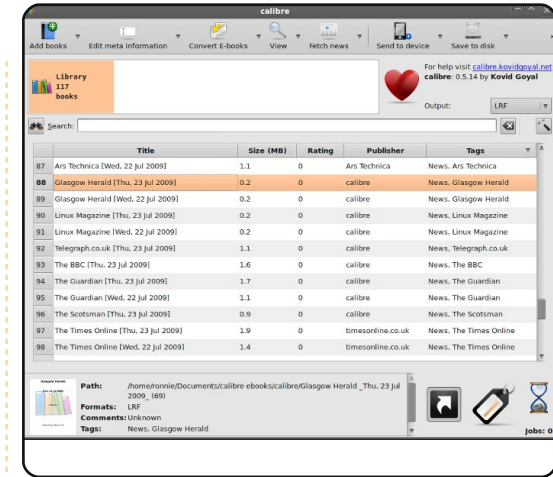 calibre
Add books Edit meta information Convert E-books View Fetch news Send to device Save to disk
Library
117
books
For help visit calibre.kovidgoyal.net
calibre: 0.5.14 by Kovid Goyal
Output: LRF
Search:
Title Size (MB) Rating Publisher Tags
87 Ars Technica [Wed, 22 Jul 2009] 1.1 0 Ars Technica News, Ars Technica
88 Glasgow Herald [Thu, 23 Jul 2009] 0.2 0 calibre News, Glasgow Herald
89 Glasgow Herald [Wed, 22 Jul 2009] 0.2 0 calibre News, Glasgow Herald
90 Linux Magazine [Thu, 23 Jul 2009] 0.2 0 calibre News, Linux Magazine
91 Linux Magazine [Wed, 22 Jul 2009] 0.2 0 calibre News, Linux Magazine
92 Telegraph.co.uk [Thu, 23 Jul 2009] 1.1 0 calibre News, Telegraph.co.uk
93 The BBC [Thu, 23 Jul 2009] 1.6 0 calibre News, The BBC
94 The Guardian [Thu, 23 Jul 2009] 1.7 0 calibre News, The Guardian
95 The Guardian [Wed, 22 Jul 2009] 1.1 0 calibre News, The Guardian
96 The Scotsman [Thu, 23 Jul 2009] 0.9 0 calibre News, The Scotsman
97 The Times Online [Thu, 23 Jul 2009] 1.9 0 timesonline.co.uk News, The Times Online
98 The Times Online [Wed, 22 Jul 2009] 1.4 0 timesonline.co.uk News, The Times Online
Glasgow Herald
Path: /home/ronnie/Documents/calibre ebooks/calibre/Glasgow Herald _Thu, 23 Jul
2009_ (69)
Formats: LRF
Comments: Unknown
Tags: News, Glasgow Herald
Jobs: 0